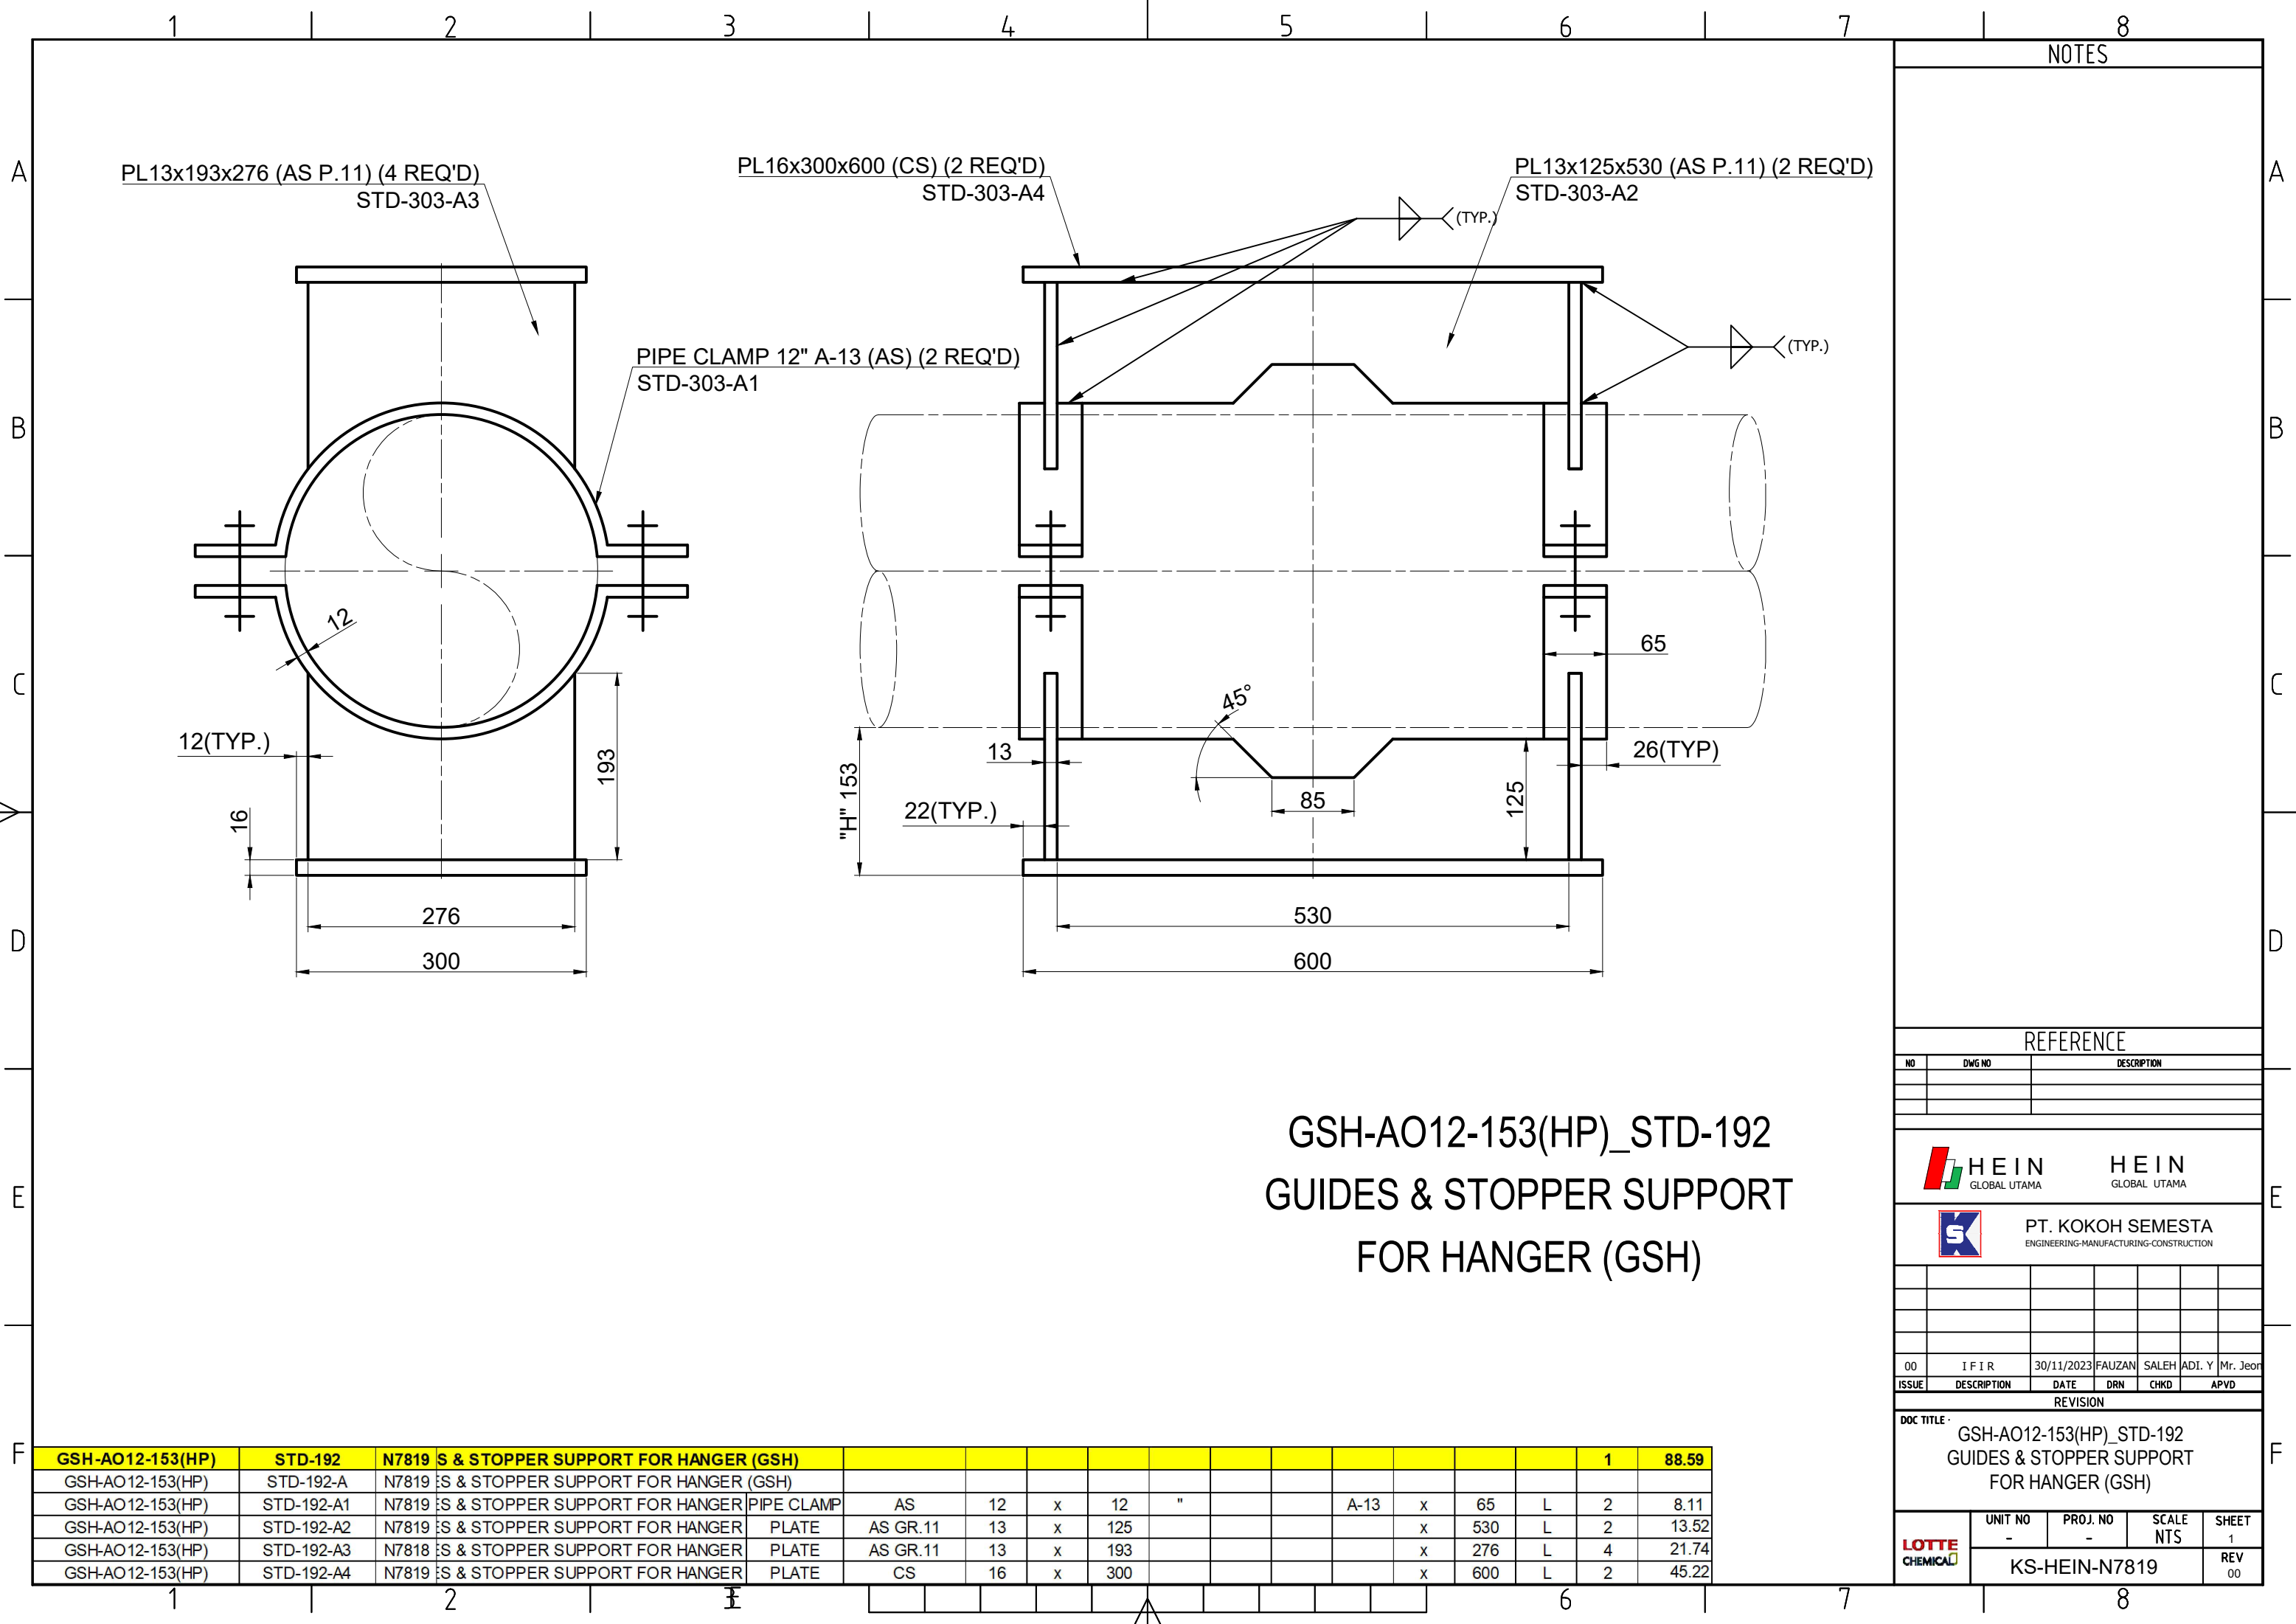 1 2 3 4 5 6 7 8
NOTES
A A
PL13x193x276 (AS P.11) (4 REQ'D)
STD-303-A3
PL16x300x600 (CS) (2 REQ'D)
STD-303-A4
PL13x125x530 (AS P.11) (2 REQ'D)
STD-303-A2
(TYP.)
(TYP.)
PIPE CLAMP 12" A-13 (AS) (2 REQ'D)
STD-303-A1
B B
12
65
C C
45°
12(TYP.)
193
13
26(TYP)
"H" 153
22(TYP.)
85
125
16
276
530
D D
300
600
REFERENCE
NO DWG NO DESCRIPTION
GSH-AO12-153(HP)_STD-192
GUIDES & STOPPER SUPPORT
FOR HANGER (GSH)
E E
HEIN
GLOBAL UTAMA
HEIN
GLOBAL UTAMA
SK
PT. KOKOH SEMESTA
ENGINEERING-MANUFACTURING-CONSTRUCTION
00 IFIR 30/11/2023 FAUZAN SALEH ADI. Y Mr. Jeon
ISSUE DESCRIPTION DATE DRN CHKD APVD
REVISION
DOC TITLE -
GSH-AO12-153(HP)_STD-192
GUIDES & STOPPER SUPPORT
FOR HANGER (GSH)
F F
GSH-AO12-153(HP) STD-192 N7819 S & STOPPER SUPPORT FOR HANGER (GSH) 1 88.59
GSH-AO12-153(HP) STD-192-A N7819 ES & STOPPER SUPPORT FOR HANGER (GSH)
GSH-AO12-153(HP) STD-192-A1 N7819 ES & STOPPER SUPPORT FOR HANGER PIPE CLAMP AS 12 x 12 " A-13 x 65 L 2 8.11
GSH-AO12-153(HP) STD-192-A2 N7819 ES & STOPPER SUPPORT FOR HANGER PLATE AS GR.11 13 x 125 x 530 L 2 13.52
GSH-AO12-153(HP) STD-192-A3 N7818 ES & STOPPER SUPPORT FOR HANGER PLATE AS GR.11 13 x 193 x 276 L 4 21.74
GSH-AO12-153(HP) STD-192-A4 N7819 ES & STOPPER SUPPORT FOR HANGER PLATE CS 16 x 300 x 600 L 2 45.22
LOTTE
CHEMICAL
UNIT NO PROJ. NO SCALE SHEET
- - NTS 1
KS-HEIN-N7819
REV
00
1 2 6 7 8